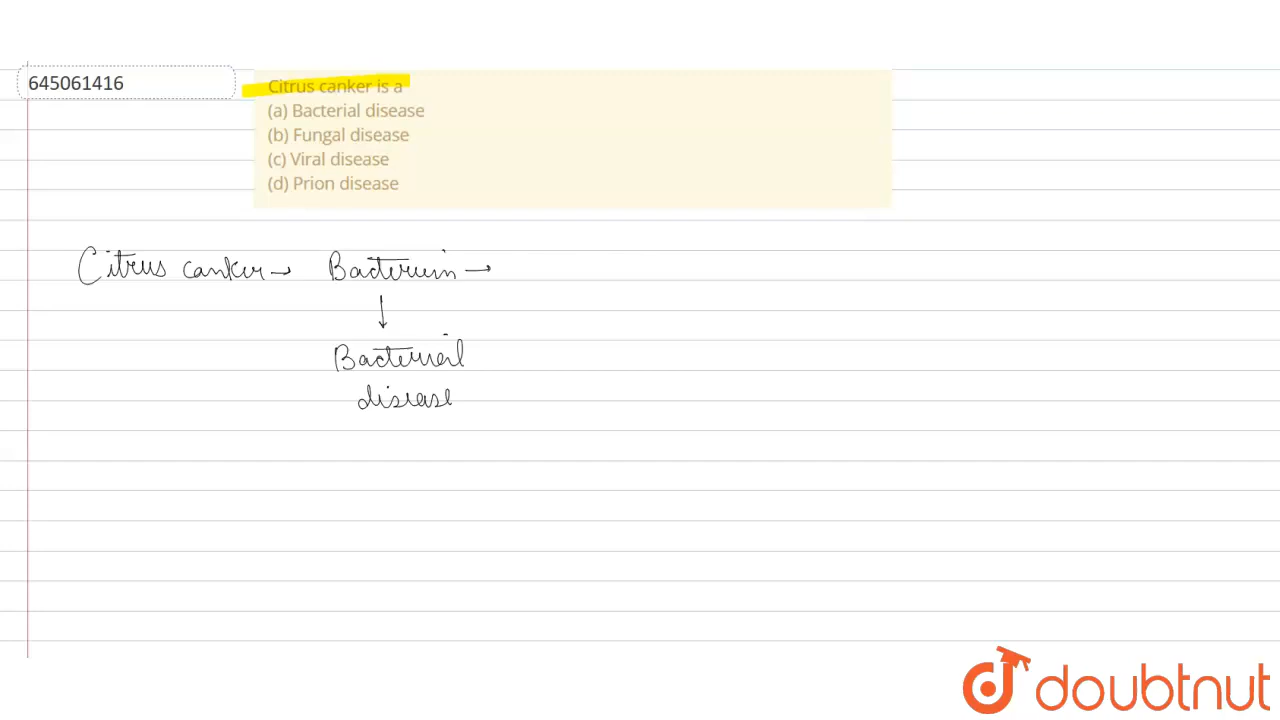 645061416
Citrus canker is a
(a) Bacterial disease
(b) Fungal disease
(c) Viral disease
(d) Prion disease
Citrus canker → Bacterium →
↓
Bacterial
disease
doubtnut